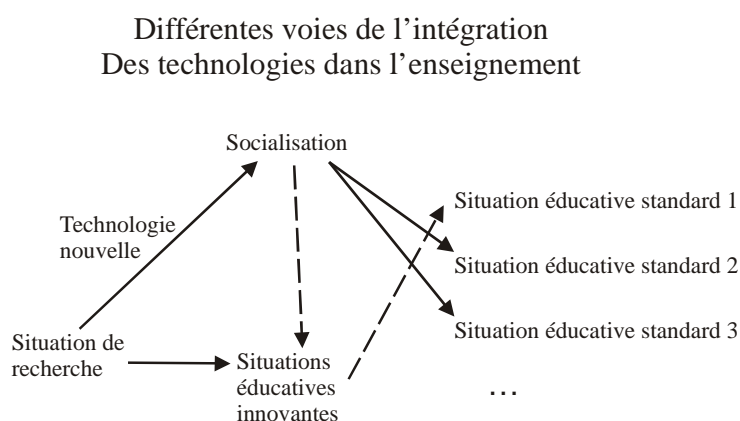 Différentes voies de l’intégration
Des technologies dans l’enseignement
Socialisation
Situation éducative standard 1
Technologie
nouvelle
Situation éducative standard 2
Situation éducative standard 3
Situation de
recherche
Situations
éducatives
innovantes
...